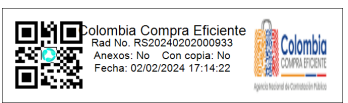 Colombia Compra Eficiente
Rad No. RS20240202000933
Anexos: No Con copia: No
Fecha: 02/02/2024 17:14:22
Colombia
COMPRA EFICIENTE
Agencia Nacional de Contratación Pública